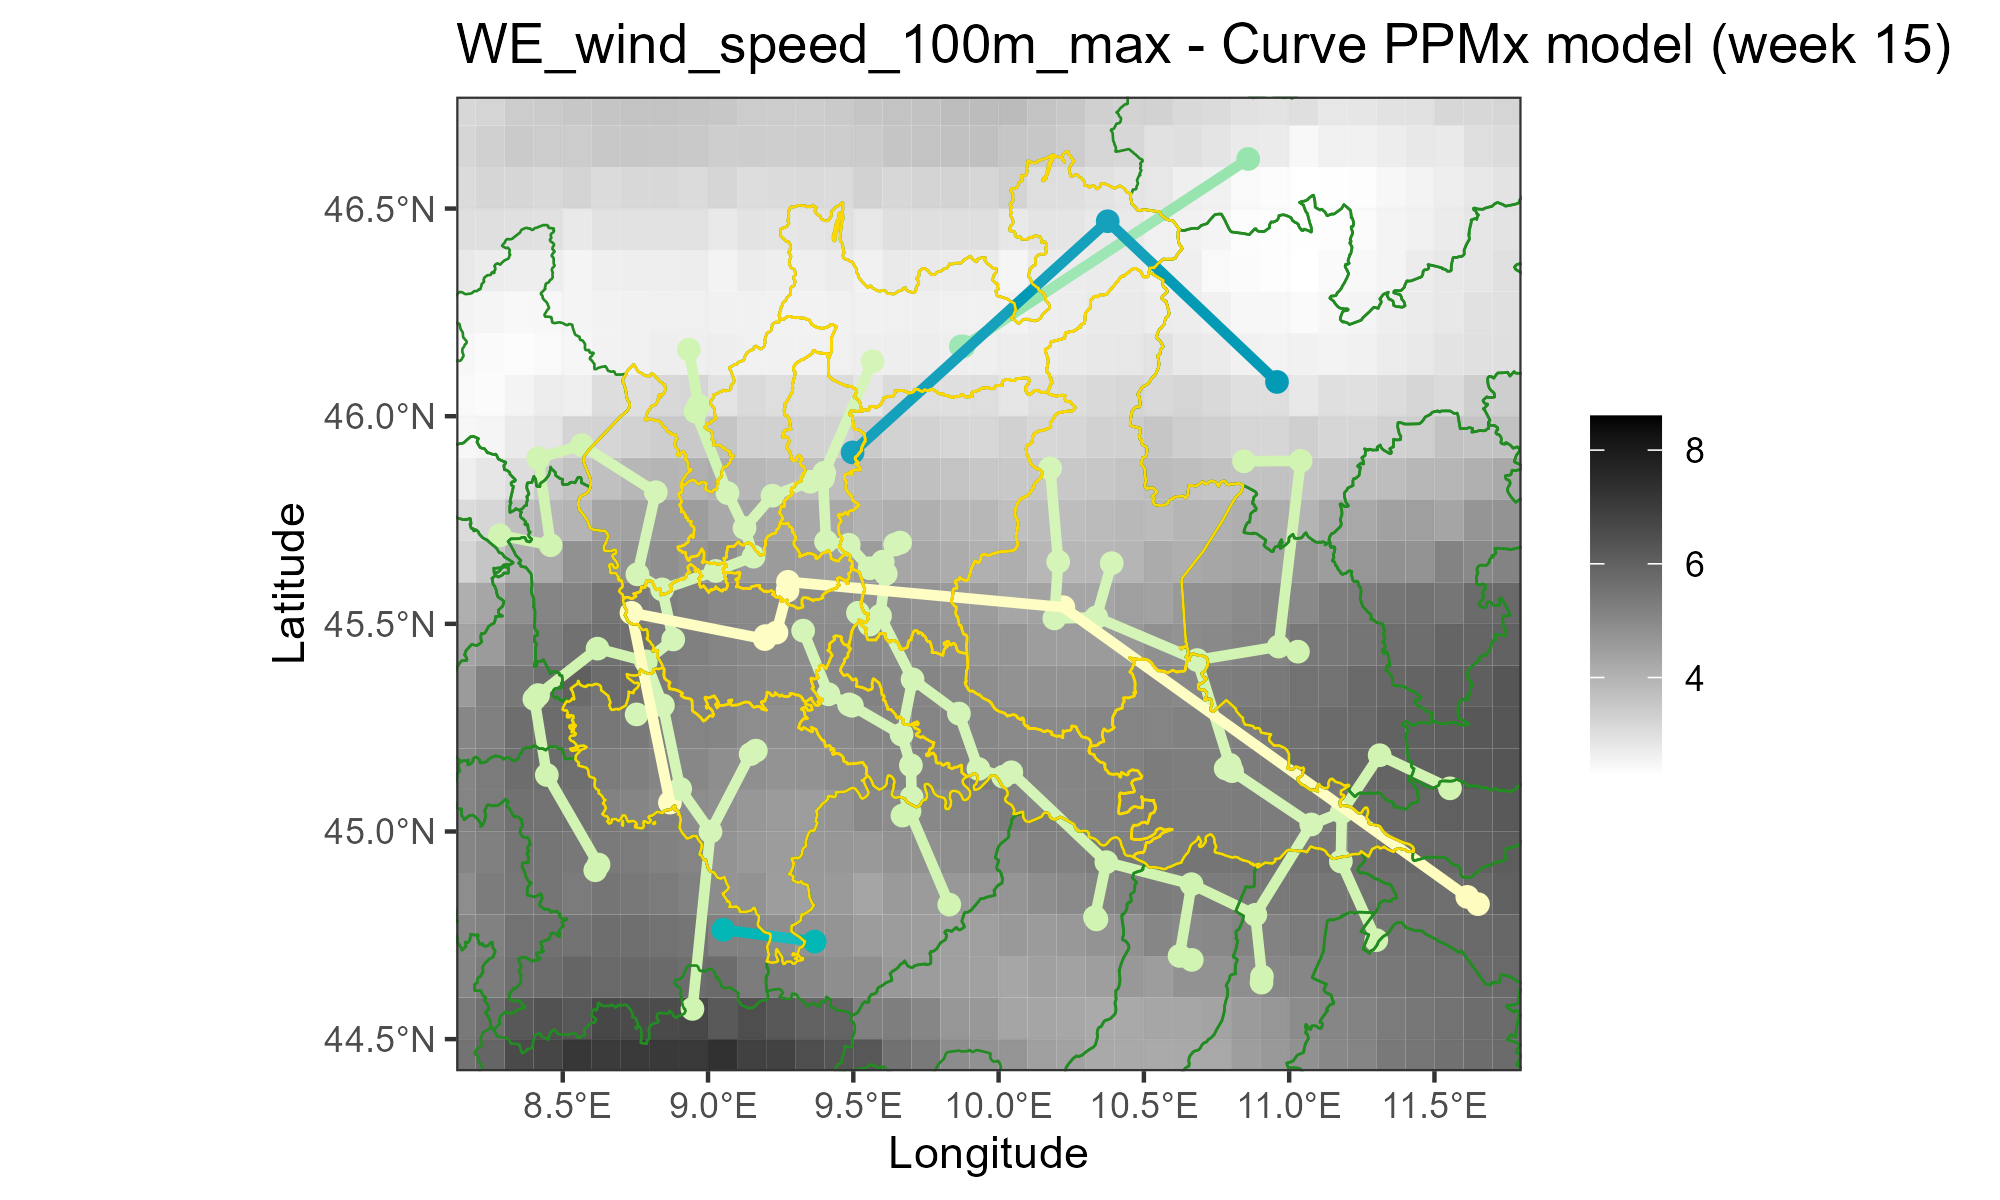 WE_wind_speed_100m_max - Curve PPMx model (week 15)
46.5°N
46.0°N
45.5°N
45.0°N
44.5°N
Latitude
8.5°E 9.0°E 9.5°E 10.0°E 10.5°E 11.0°E 11.5°E
Longitude
8
6
4